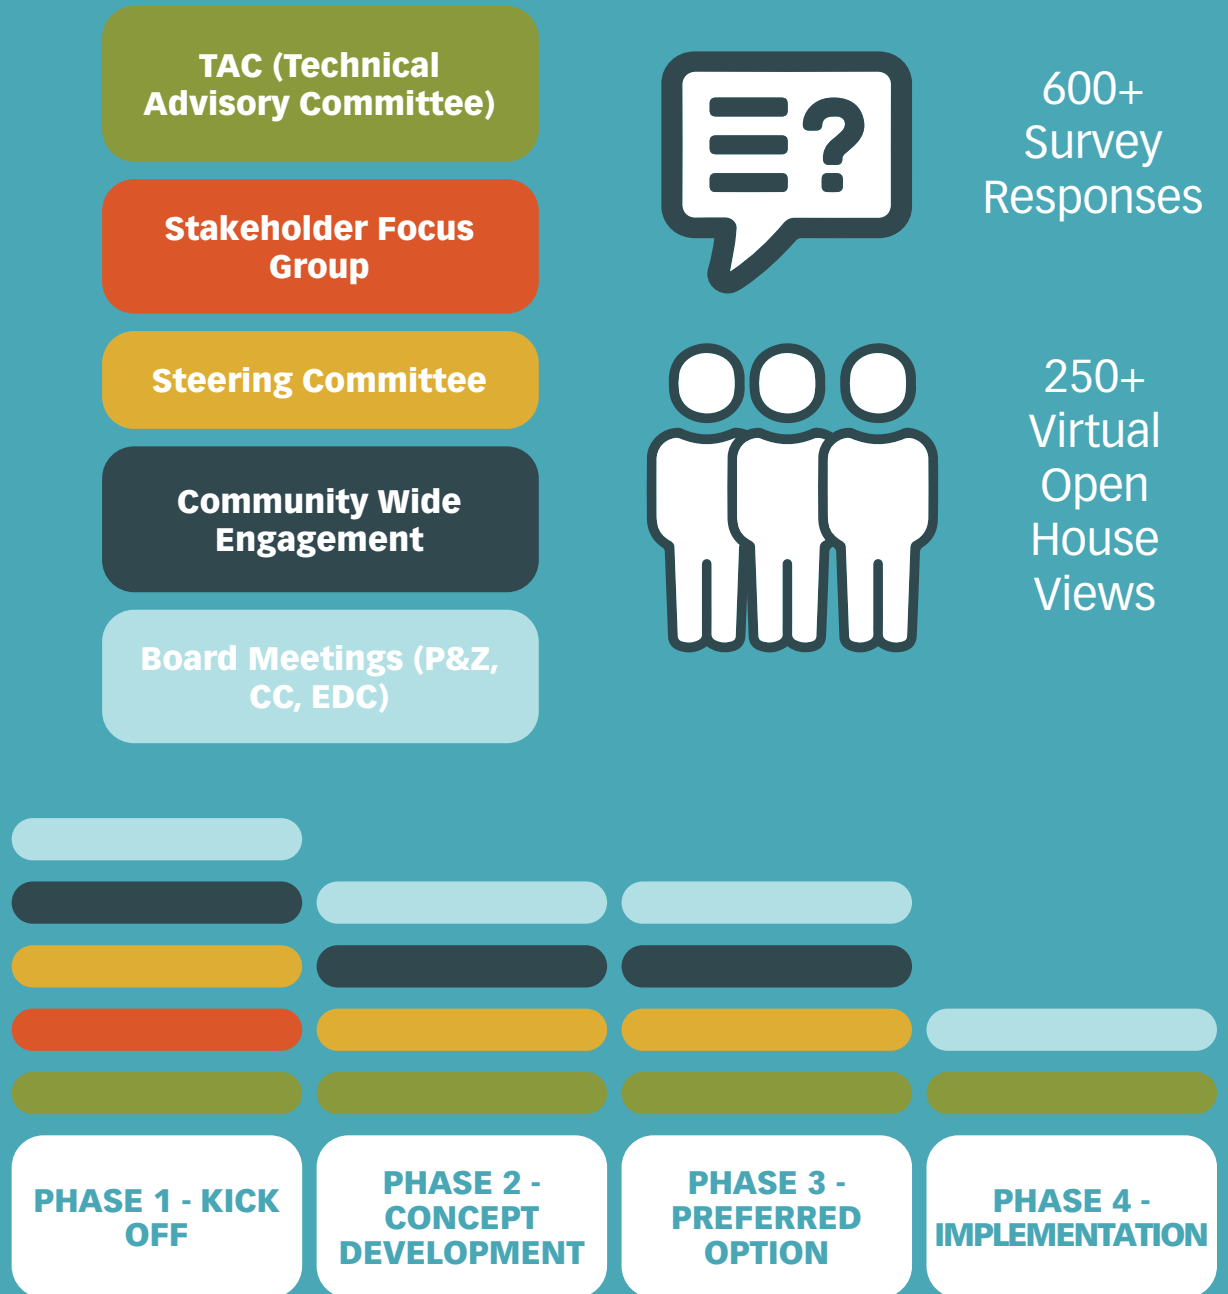 TAC (Technical
Advisory Committee)
Stakeholder Focus
Group
Steering Committee
Community Wide
Engagement
Board Meetings (P&Z,
CC, EDC)
?
600+
Survey
Responses
250+
Virtual
Open
House
Views
PHASE 1 - KICK
OFF
PHASE 2 -
CONCEPT
DEVELOPMENT
PHASE 3 -
PREFERRED
OPTION
PHASE 4 -
IMPLEMENTATION